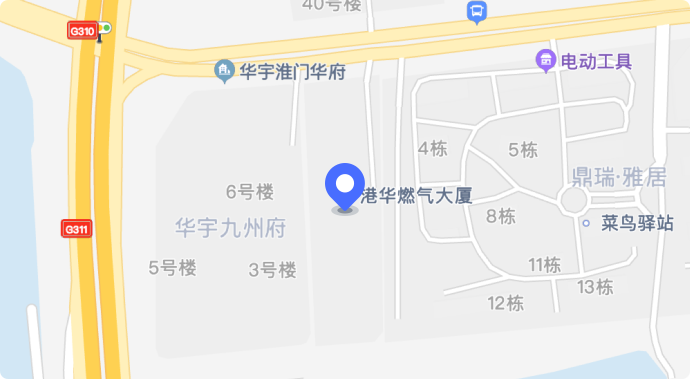 40号楼
G310
电动工具
华宇淮门华府
4栋
5栋
鼎瑞·雅居
6号楼
港华燃气大厦
8栋
华宇九州府
菜鸟驿站
G311
5号楼
3号楼
11栋
13栋
12栋